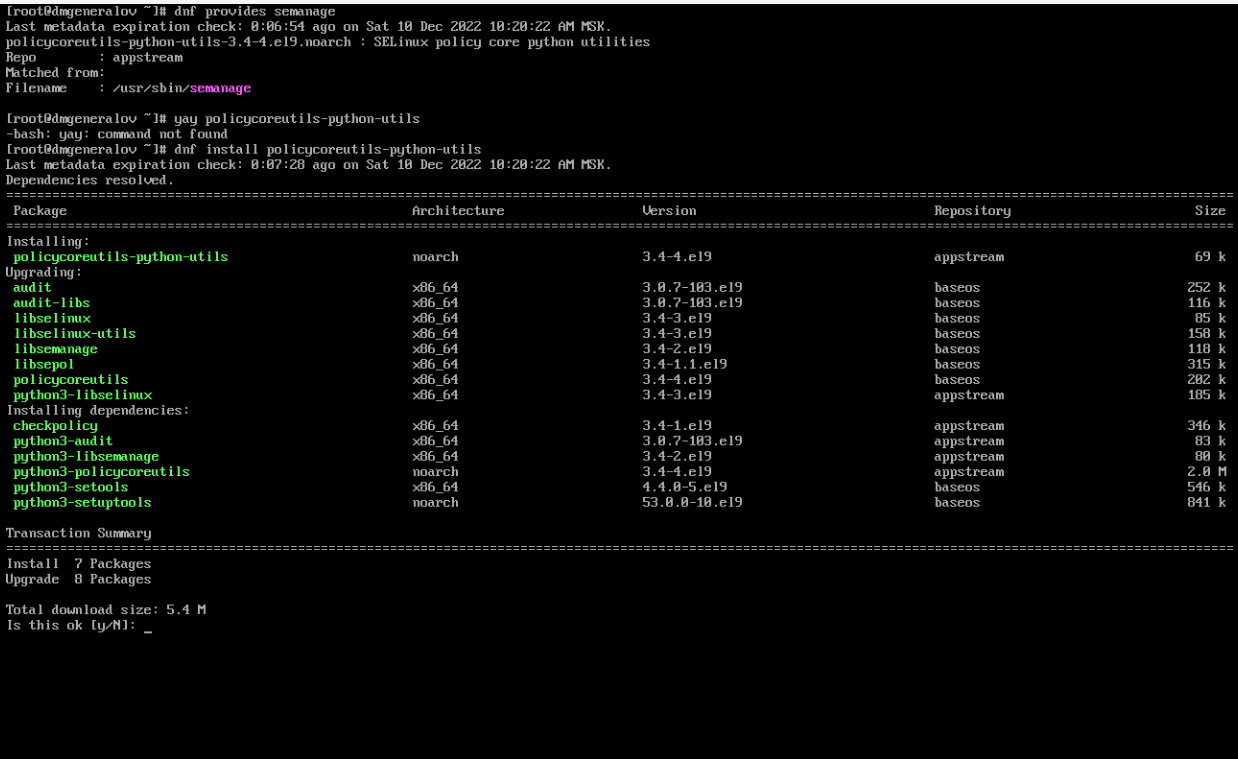 [root@dmgeneralov ~]# dnf provides semanage
Last metadata expiration check: 0:06:54 ago on Sat 10 Dec 2022 10:20:22 AM MSK.
policycoreutils-python-utils-3.4-4.el9.noarch : SELinux policy core python utilities
Repo        : appstream
Matched from:
Filename    : /usr/sbin/semanage
[root@dmgeneralov ~]# yay policycoreutils-python-utils
-bash: yay: command not found
[root@dmgeneralov ~]# dnf install policycoreutils-python-utils
Last metadata expiration check: 0:07:28 ago on Sat 10 Dec 2022 10:20:22 AM MSK.
Dependencies resolved.
Package Architecture Version Repository Size
Installing:
policycoreutils-python-utils noarch 3.4-4.el9 appstream 69 k
Upgrading:
audit x86_64 3.0.7-103.el9 baseos 252 k
audit-libs x86_64 3.0.7-103.el9 baseos 116 k
libselinux x86_64 3.4-3.el9 baseos 85 k
libselinux-utils x86_64 3.4-3.el9 baseos 158 k
libsemanage x86_64 3.4-2.el9 baseos 118 k
libsepol x86_64 3.4-1.1.el9 baseos 315 k
policycoreutils x86_64 3.4-4.el9 baseos 202 k
python3-libselinux x86_64 3.4-3.el9 appstream 185 k
Installing dependencies:
checkpolicy x86_64 3.4-1.el9 appstream 346 k
python3-audit x86_64 3.0.7-103.el9 appstream 83 k
python3-libsemanage x86_64 3.4-2.el9 appstream 80 k
python3-policycoreutils noarch 3.4-4.el9 appstream 2.0 M
python3-setools x86_64 4.4.0-5.el9 baseos 546 k
python3-setuptools noarch 53.0.0-10.el9 baseos 841 k
Transaction Summary
Install  7 Packages
Upgrade  8 Packages
Total download size: 5.4 M
Is this ok [y/N]: _